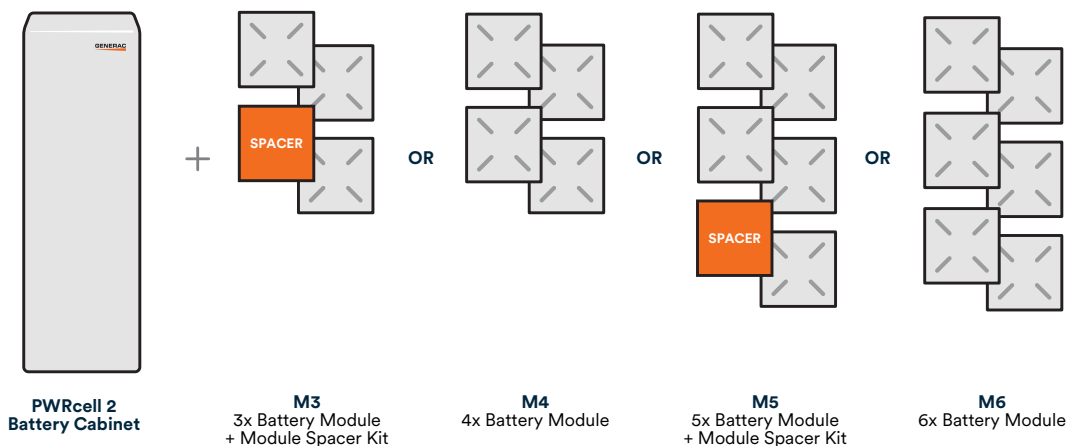 GENERAC
SPACER
OR
OR
SPACER
OR
PWRcell 2
Battery Cabinet
M3
3x Battery Module
+ Module Spacer Kit
M4
4x Battery Module
M5
5x Battery Module
+ Module Spacer Kit
M6
6x Battery Module